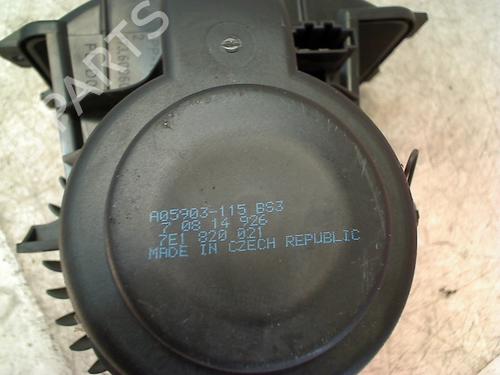 PARTS
A05903-115 BS3
7 08 14 926
7E1 820 021
MADE IN CZECH REPUBLIC